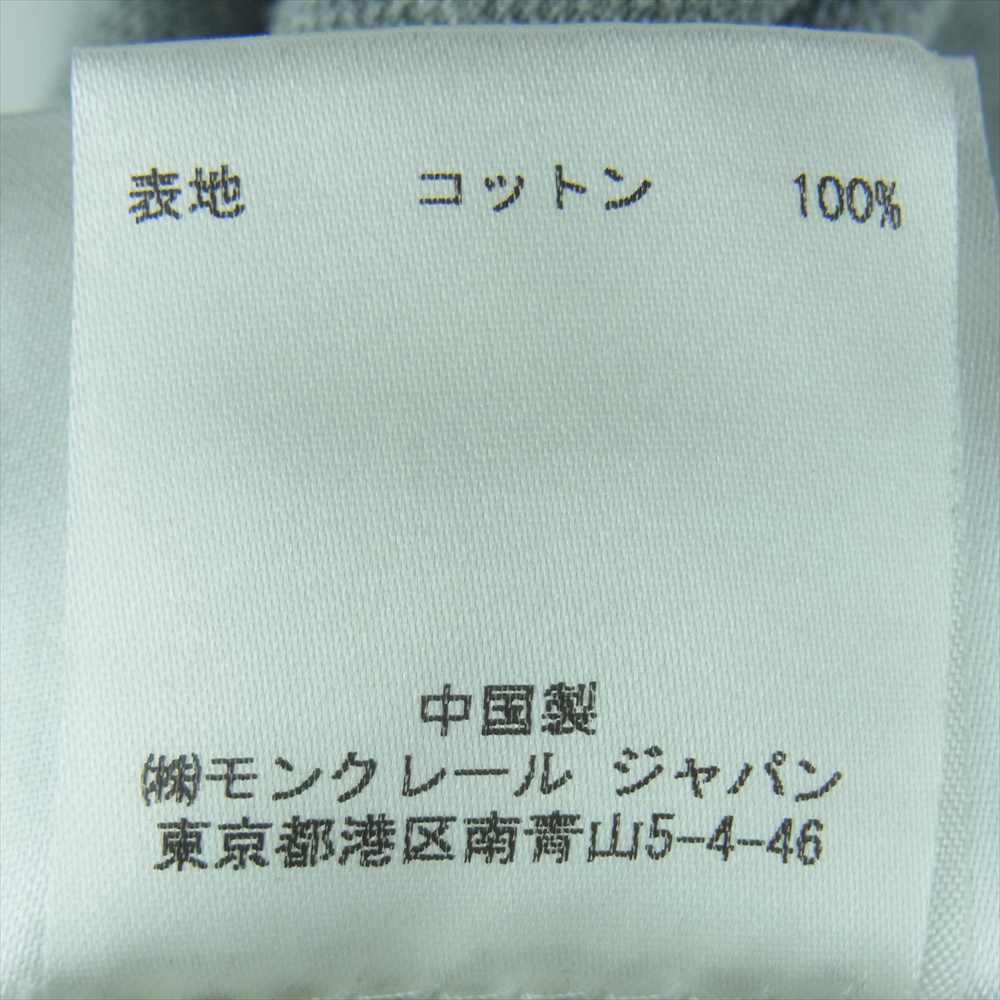 表地 コットン 100%
中国製
㈱モンクレール ジャパン
東京都港区南青山5-4-46